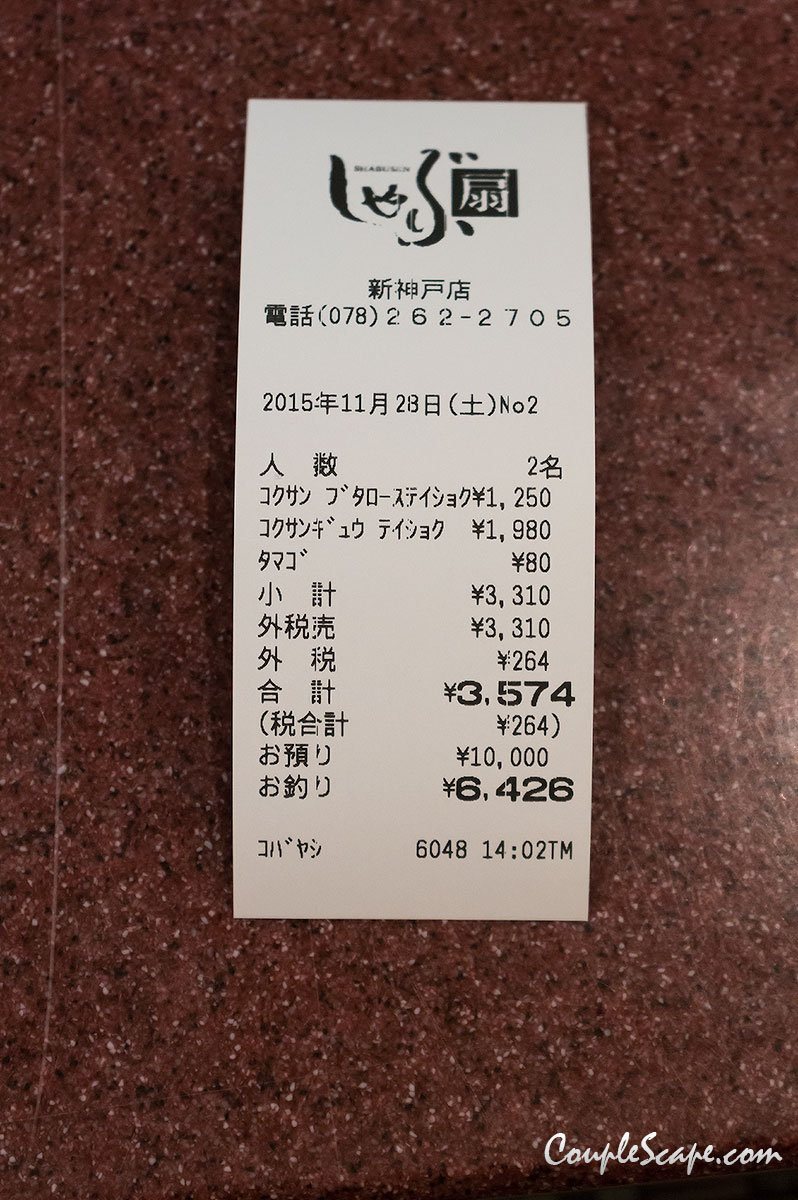 SHABUSEN
しゃぶ扇
新神戸店
電話(078)262-2705
2015年11月28日(土)No2
人　数 2名
コクサン ブタローステイショク¥1,250
コクサンギュウ テイショク ¥1,980
タマゴ ¥80
小　計 ¥3,310
外税売 ¥3,310
外　税 ¥264
合　計 ¥3,574
(税合計 ¥264)
お預り ¥10,000
お釣り ¥6,426
コバヤシ 6048 14:02TM
CoupleScape.com